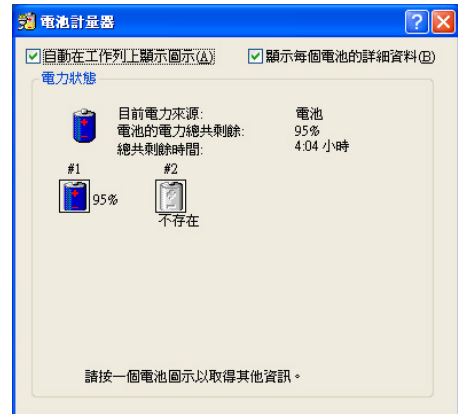 電池計量器
自動在工作列上顯示圖示(A) 顯示每個電池的詳細資料(B)
電力狀態
目前電力來源: 電池
電池的電力總共剩餘: 95%
總共剩餘時間: 4:04 小時
#1 #2
95%
不存在
請按一個電池圖示以取得其他資訊。